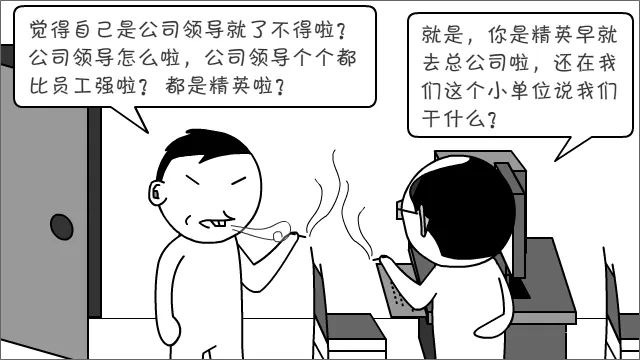 觉得自己是公司领导就了不得啦？
公司领导怎么啦，公司领导个个都
比员工强啦？ 都是精英啦？
就是，你是精英早就
去总公司啦，还在我
们这个小单位说我们
干什么？